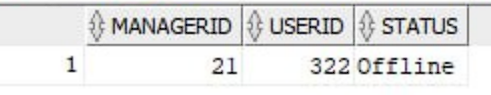 MANAGERID USERID STATUS
1 21 322 Offline